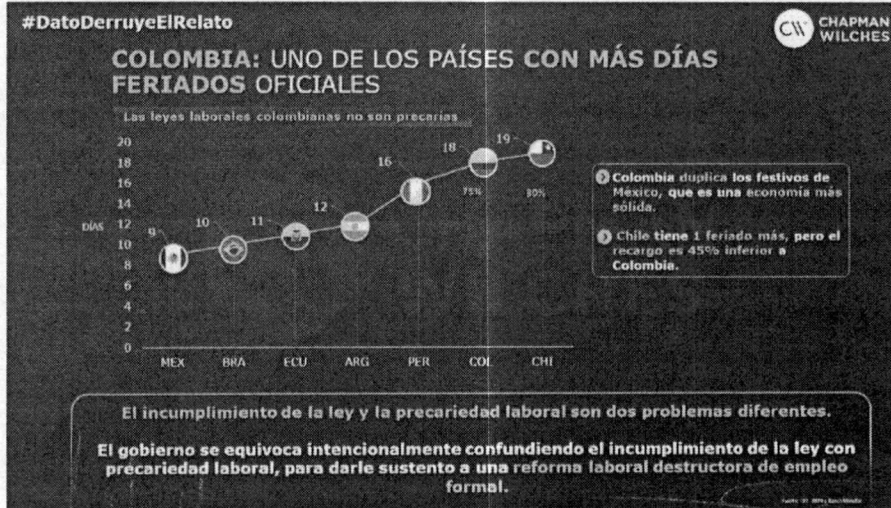 #DatoDerruyeElRelato
CHAPMAN
WILCHES
COLOMBIA: UNO DE LOS PAÍSES CON MÁS DÍAS
FERIADOS OFICIALES
Las leyes laborales colombianas no son precarias
20
18
16
14
12
10
8
6
4
2
0
DÍAS
9
10
11
12
16
18
19
75%
80%
MEX BRA ECU ARG PER COL CHI
Colombia duplica los festivos de
México, que es una economía más
sólida.
Chile tiene 1 feriado más, pero el
recargo es 45% inferior a
Colombia.
El incumplimiento de la ley y la precariedad laboral son dos problemas diferentes.
El gobierno se equivoca intencionalmente confundiendo el incumplimiento de la ley con
precariedad laboral, para darle sustento a una reforma laboral destructora de empleo
formal.